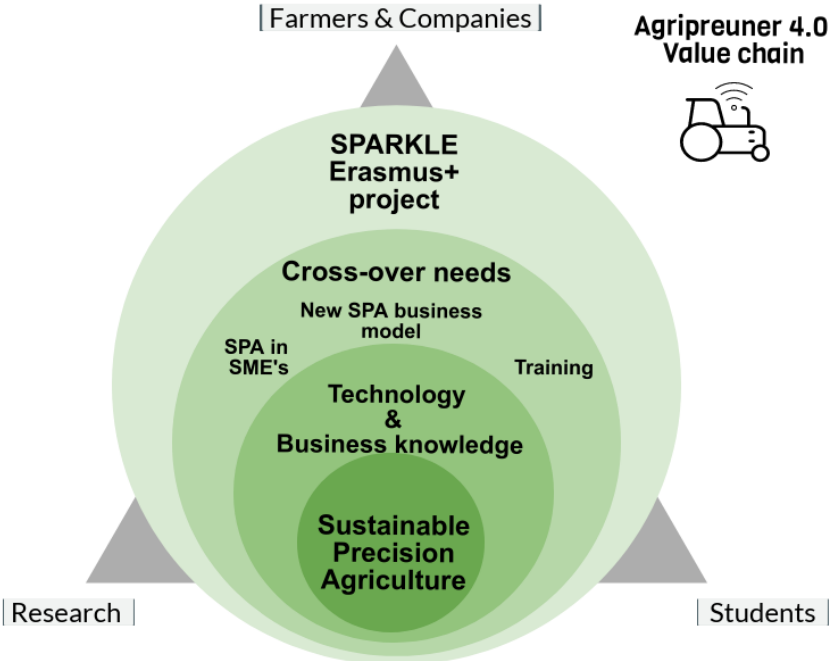 Farmers & Companies
Agripreuner 4.0
Value chain
SPARKLE
Erasmus+
project
Cross-over needs
New SPA business
model
SPA in
SME's
Training
Technology
&
Business knowledge
Sustainable
Precision
Agriculture
Research
Students